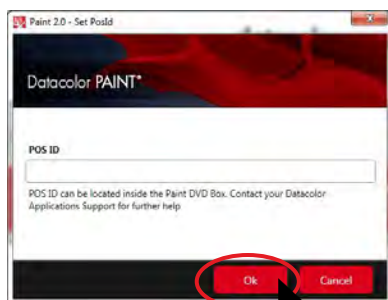 Paint 2.0 - Set PosId
Datacolor PAINT*
POS ID
POS ID can be located inside the Paint DVD Box. Contact your Datacolor
Applications Support for further help
Ok
Cancel